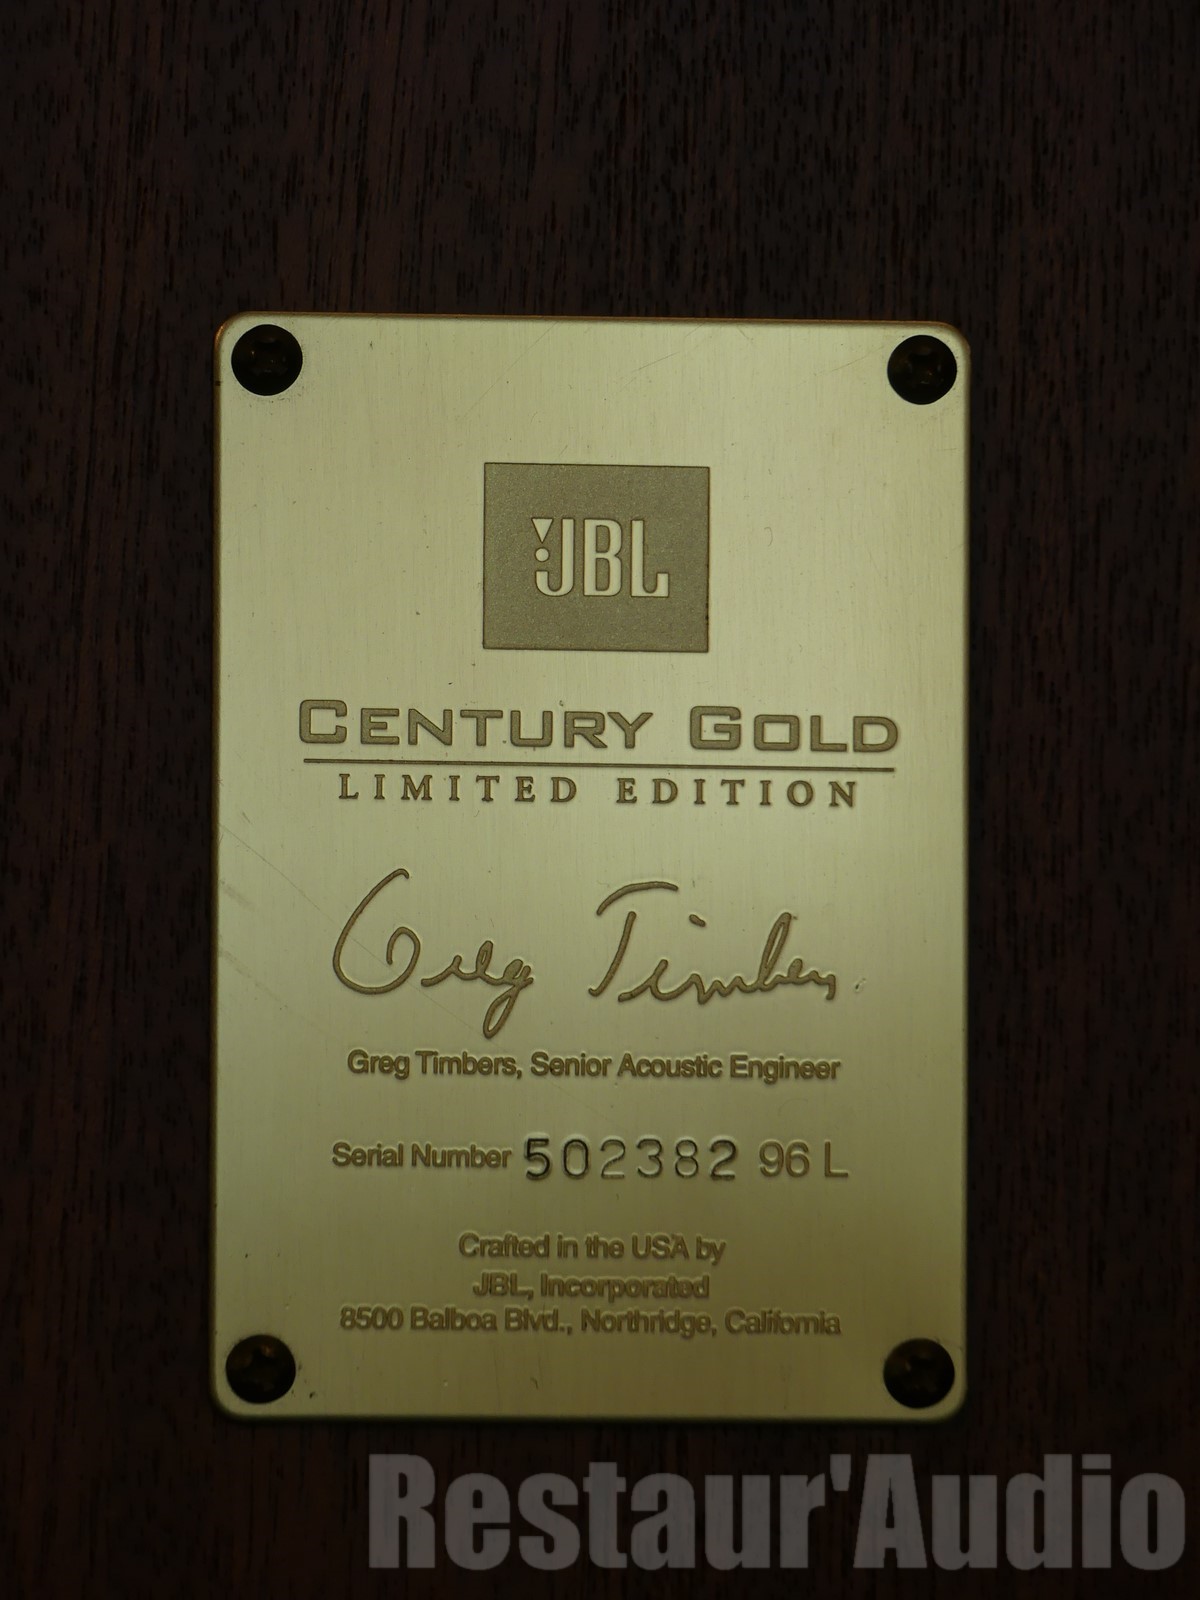 JBL
CENTURY GOLD
LIMITED EDITION
Greg Timbers
Greg Timbers, Senior Acoustic Engineer
Serial Number 502382 96 L
Crafted in the USA by
JBL, Incorporated
8500 Balboa Blvd., Northridge, California
Restaur'Audio